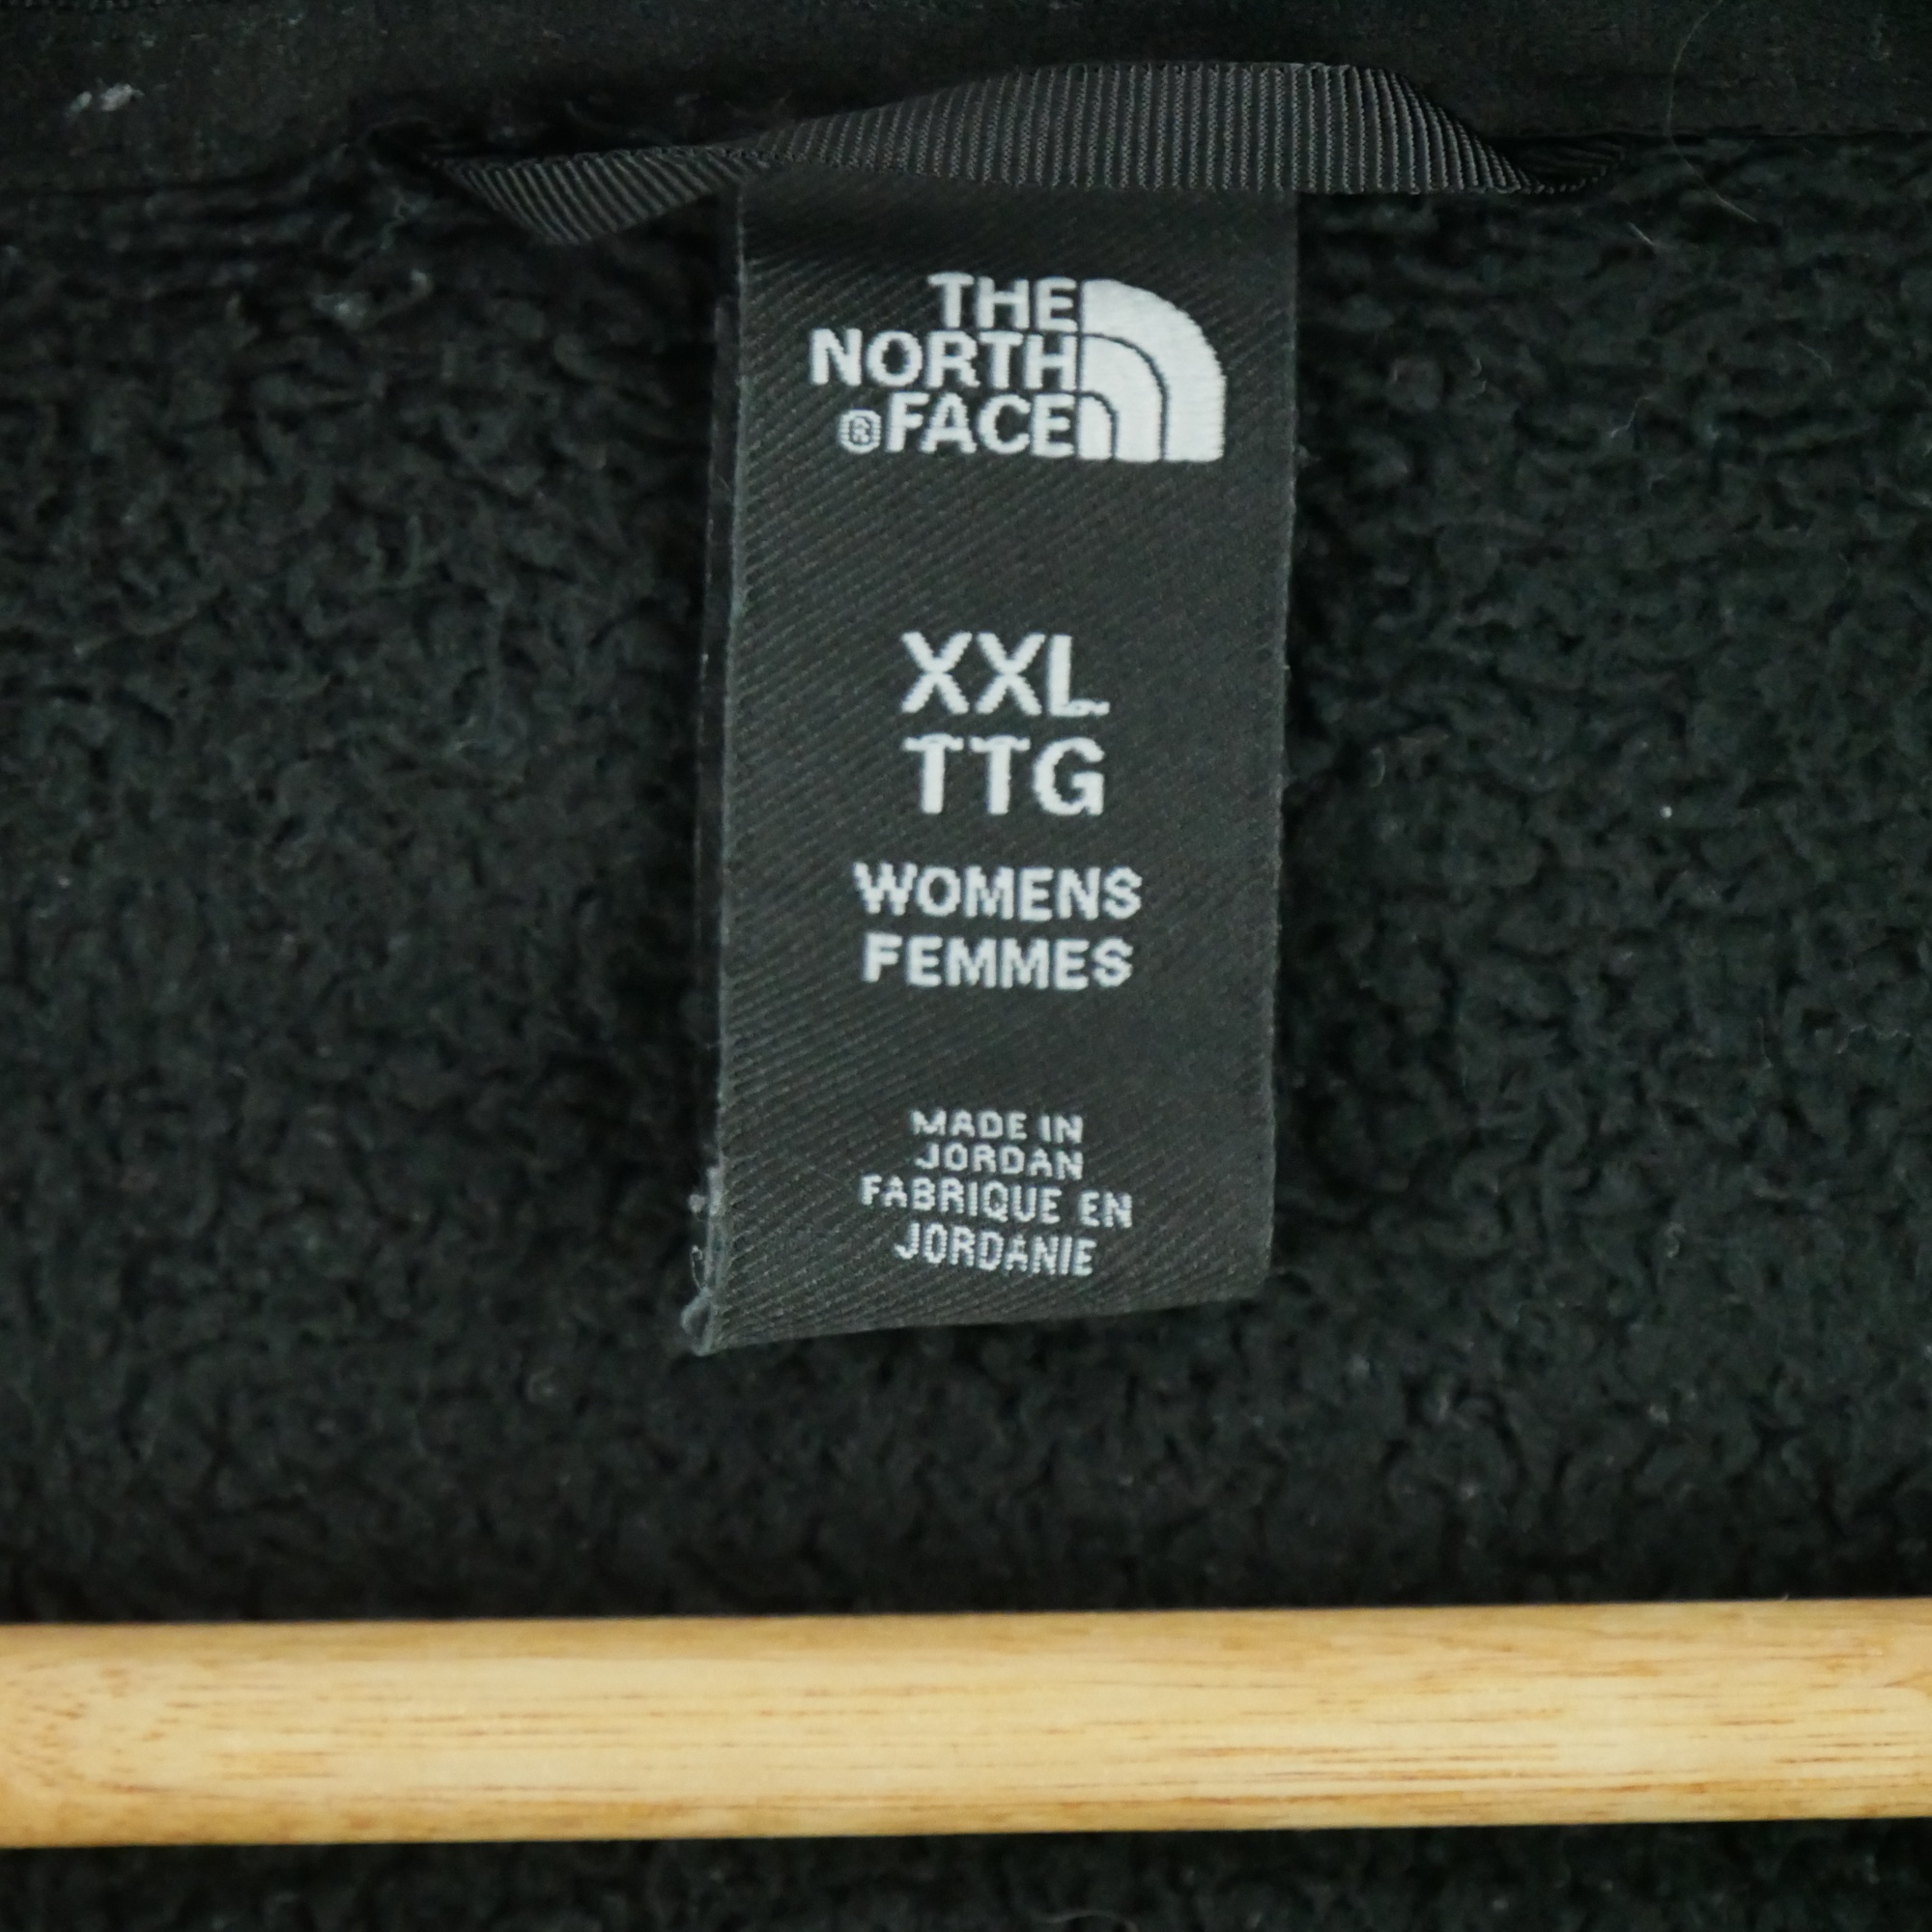 THE
NORTH
®FACE
XXL
TTG
WOMENS
FEMMES
MADE IN
JORDAN
FABRIQUE EN
JORDANIE